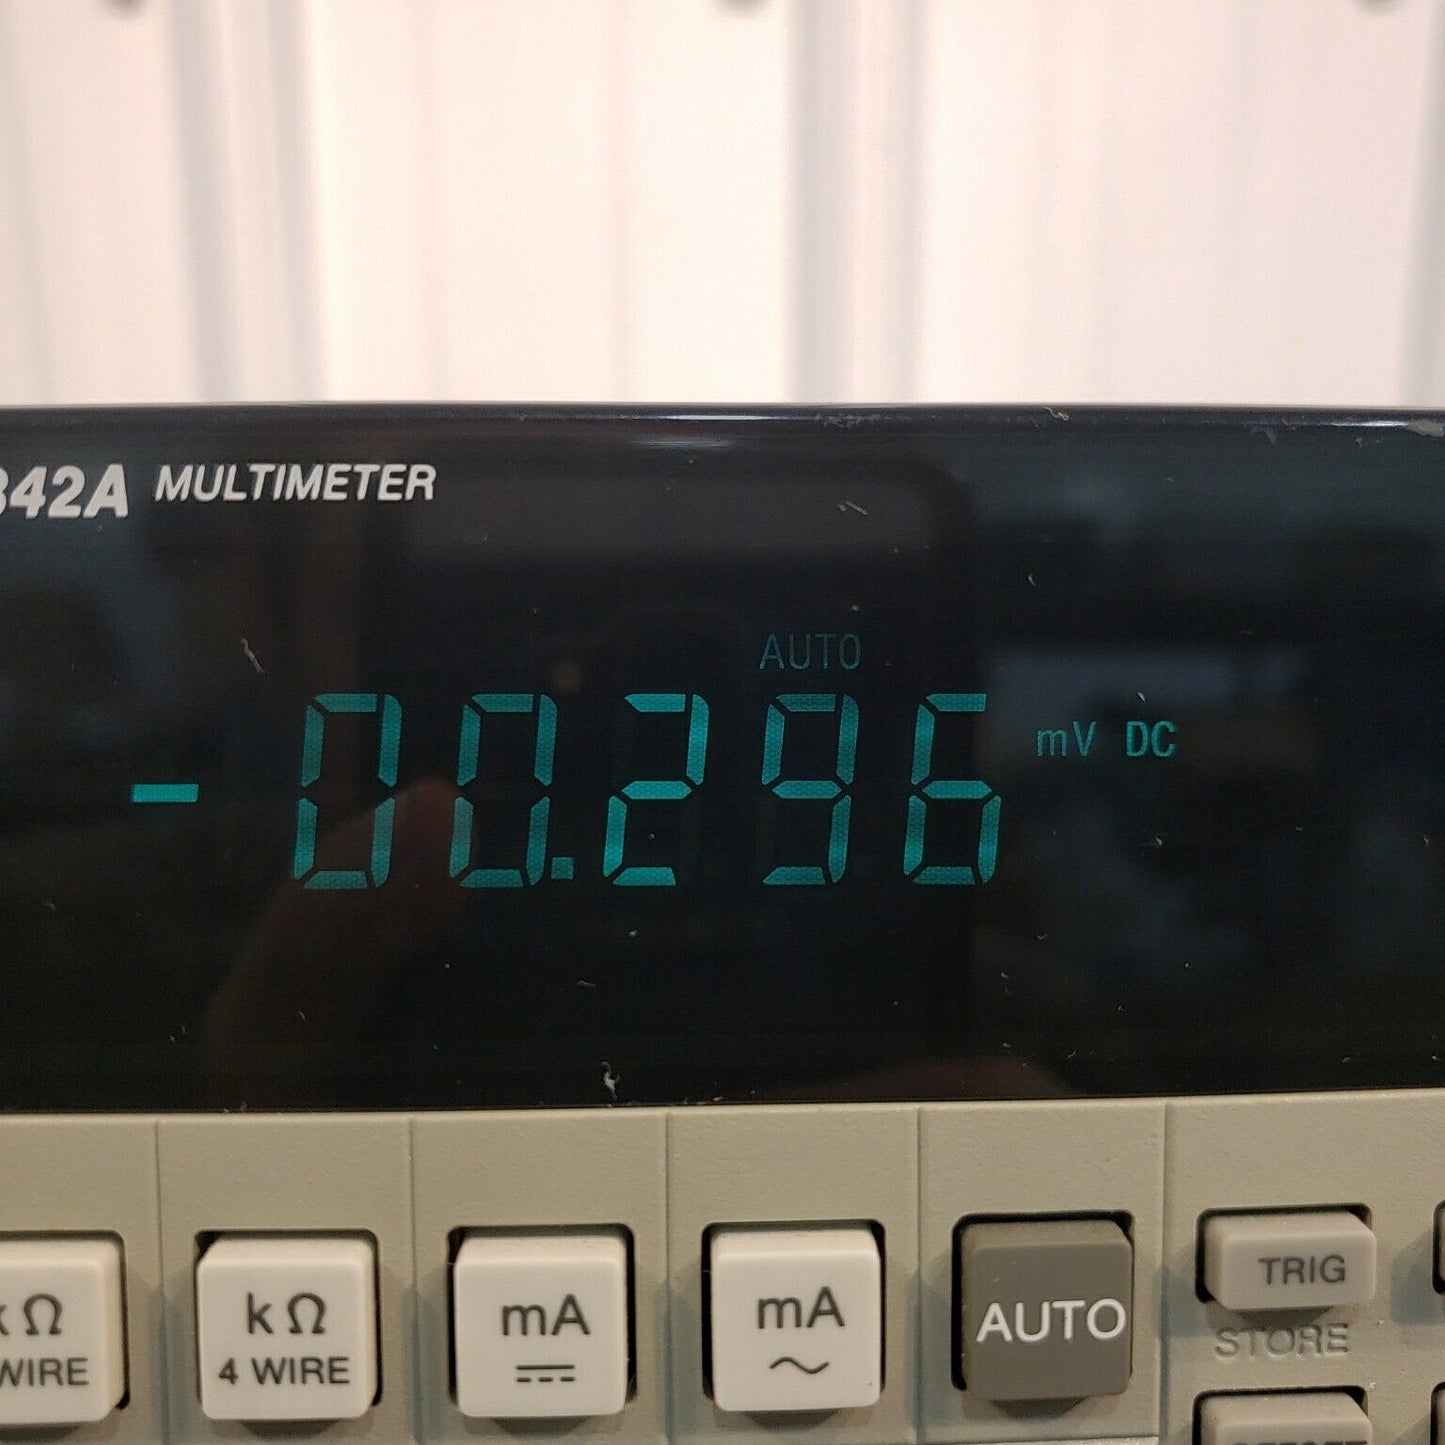 342A MULTIMETER
AUTO
-00.296 mV DC
kΩ
WIRE
kΩ
4 WIRE
mA
mA
~
AUTO
TRIG
STORE